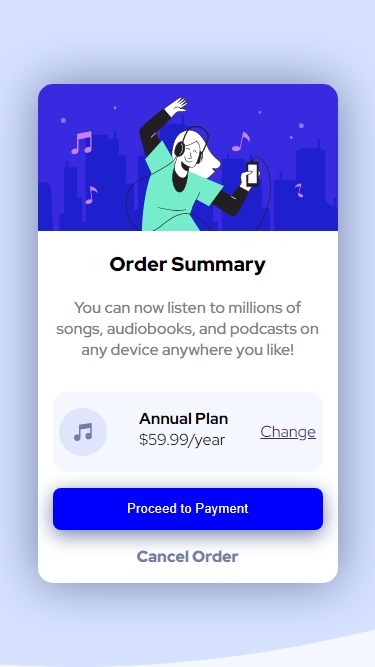 Order Summary
You can now listen to millions of
songs, audiobooks, and podcasts on
any device anywhere you like!
Annual Plan
$59.99/year
Change
Proceed to Payment
Cancel Order